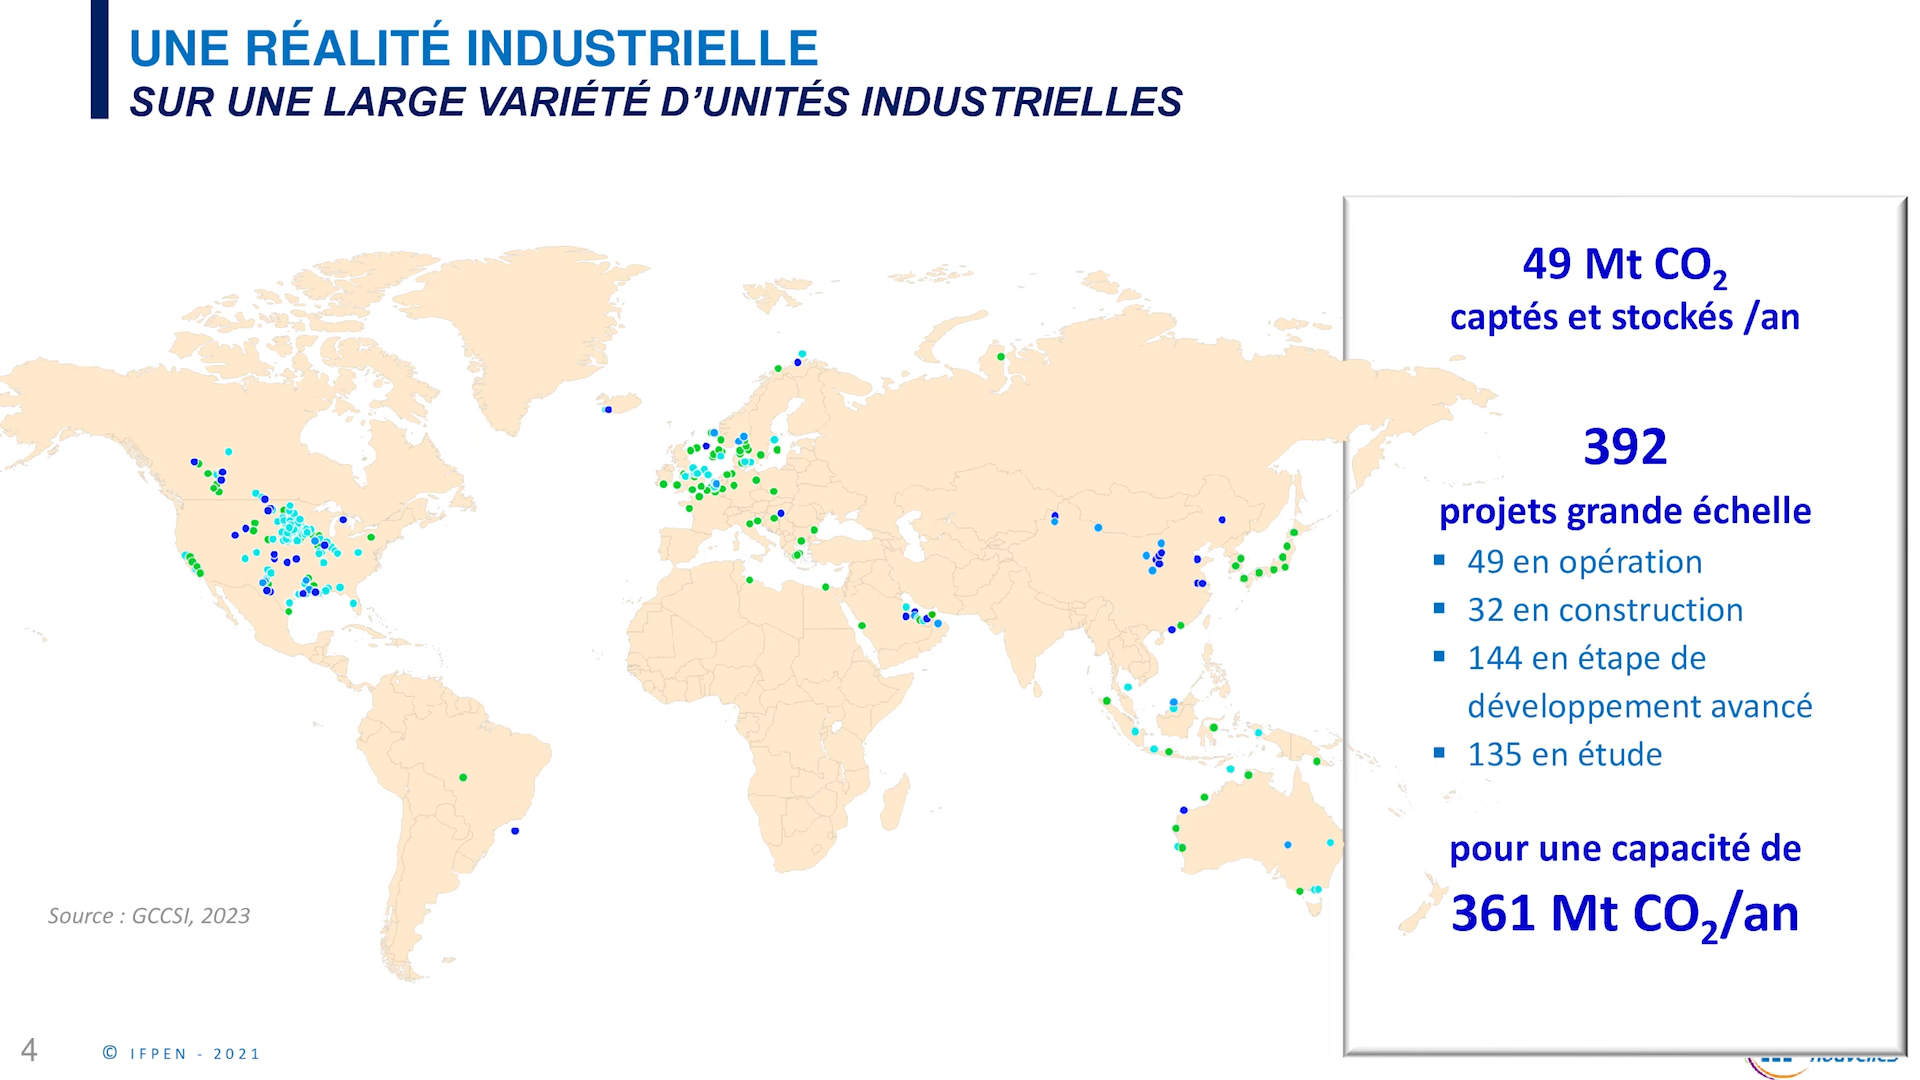 UNE RÉALITÉ INDUSTRIELLE
SUR UNE LARGE VARIÉTÉ D’UNITÉS INDUSTRIELLES
49 Mt CO₂
captés et stockés /an
392
projets grande échelle
▪ 49 en opération
▪ 32 en construction
▪ 144 en étape de
développement avancé
▪ 135 en étude
pour une capacité de
361 Mt CO₂/an
Source : GCCSI, 2023
4
© IFPEN - 2021
nouvelles